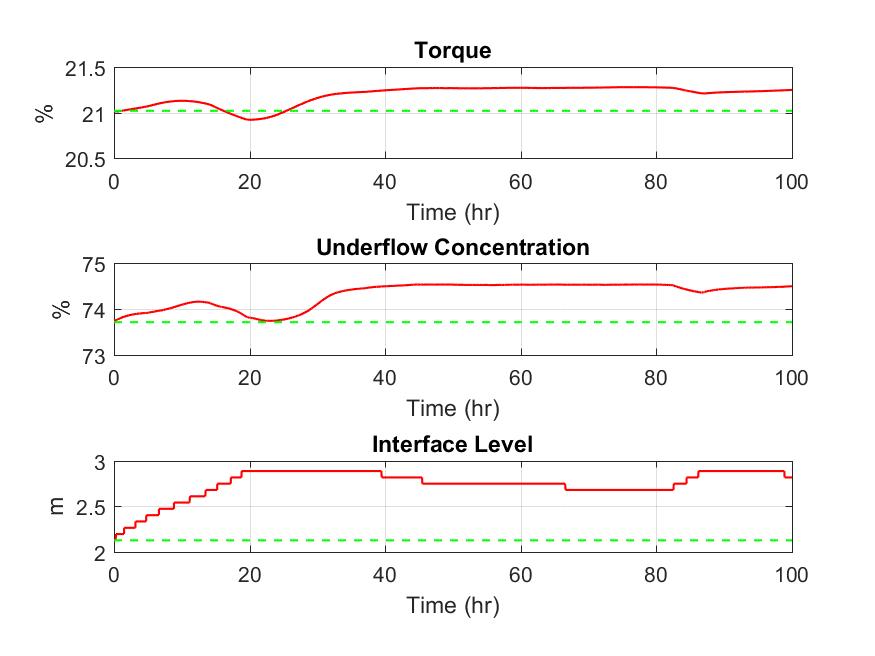 Torque
21.5
21
20.5
%
0 20 40 60 80 100
Time (hr)
Underflow Concentration
75
74
73
%
0 20 40 60 80 100
Time (hr)
Interface Level
3
2.5
2
m
0 20 40 60 80 100
Time (hr)